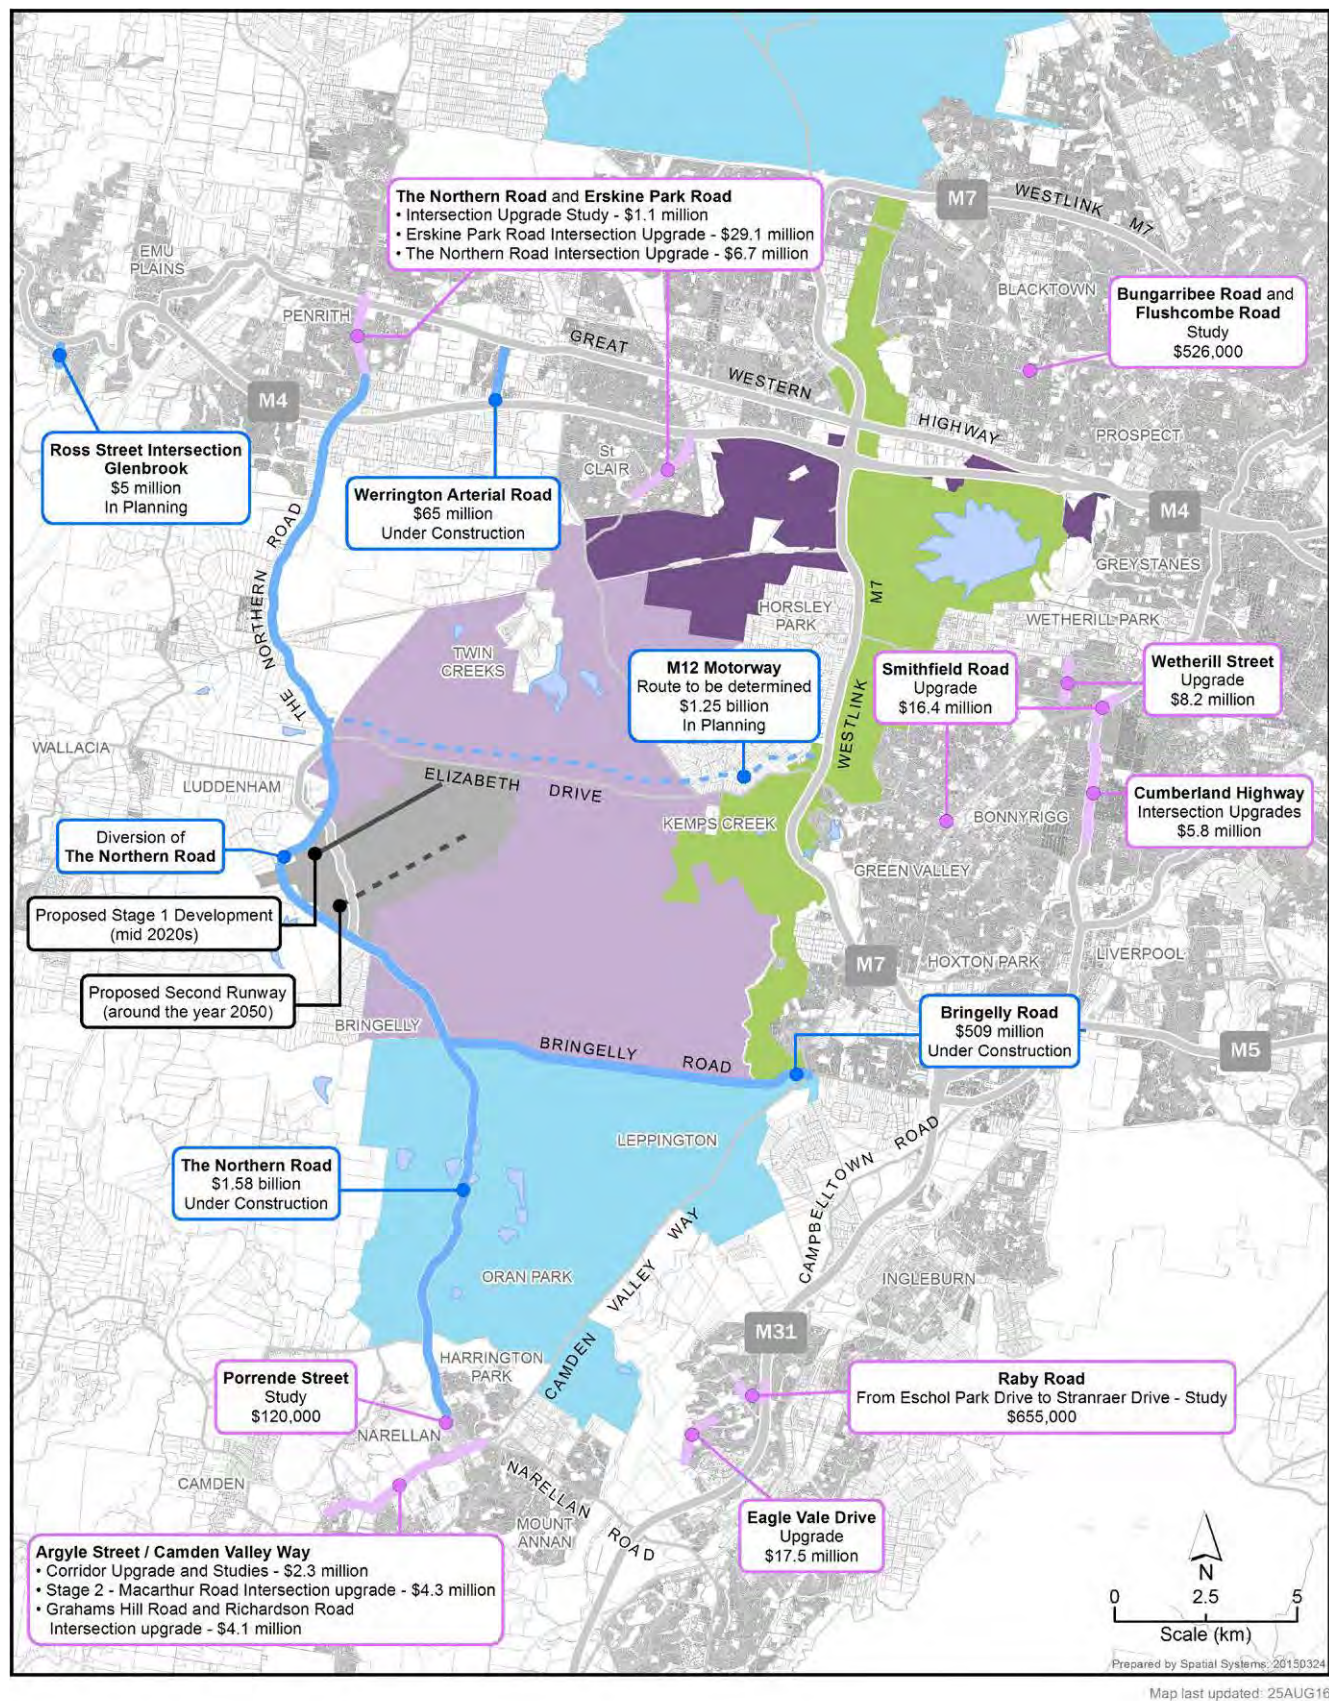 The Northern Road and Erskine Park Road
• Intersection Upgrade Study - $1.1 million
• Erskine Park Road Intersection Upgrade - $29.1 million
• The Northern Road Intersection Upgrade - $6.7 million
M7
WESTLINK M7
EMU
PLAINS
BLACKTOWN
Bungarribee Road and
Flushcombe Road
Study
$526,000
PENRITH
GREAT
WESTERN
HIGHWAY
M4
PROSPECT
Ross Street Intersection
Glenbrook
$5 million
In Planning
St
CLAIR
Werrington Arterial Road
$65 million
Under Construction
M4
THE NORTHERN ROAD
GREYSTANES
M7
HORSLEY
PARK
WETHERILL PARK
TWIN
CREEKS
M12 Motorway
Route to be determined
$1.25 billion
In Planning
Smithfield Road
Upgrade
$16.4 million
Wetherill Street
Upgrade
$8.2 million
WESTLINK
WALLACIA
LUDDENHAM
ELIZABETH DRIVE
Cumberland Highway
Intersection Upgrades
$5.8 million
KEMPS CREEK
BONNYRIGG
Diversion of
The Northern Road
GREEN VALLEY
Proposed Stage 1 Development
(mid 2020s)
LIVERPOOL
HOXTON PARK
M7
Proposed Second Runway
(around the year 2050)
BRINGELLY
Bringelly Road
$509 million
Under Construction
BRINGELLY ROAD
M5
LEPPINGTON
CAMPBELLTOWN ROAD
The Northern Road
$1.58 billion
Under Construction
CAMDEN VALLEY WAY
ORAN PARK
INGLEBURN
M31
HARRINGTON
PARK
Porrende Street
Study
$120,000
Raby Road
From Eschol Park Drive to Stranraer Drive - Study
$655,000
NARELLAN
CAMDEN
NARELLAN ROAD
MOUNT
ANNAN
Eagle Vale Drive
Upgrade
$17.5 million
Argyle Street / Camden Valley Way
• Corridor Upgrade and Studies - $2.3 million
• Stage 2 - Macarthur Road Intersection upgrade - $4.3 million
• Grahams Hill Road and Richardson Road
Intersection upgrade - $4.1 million
N
0 2.5 5
Scale (km)
Prepared by Spatial Systems: 20150324
Map last updated: 25AUG16